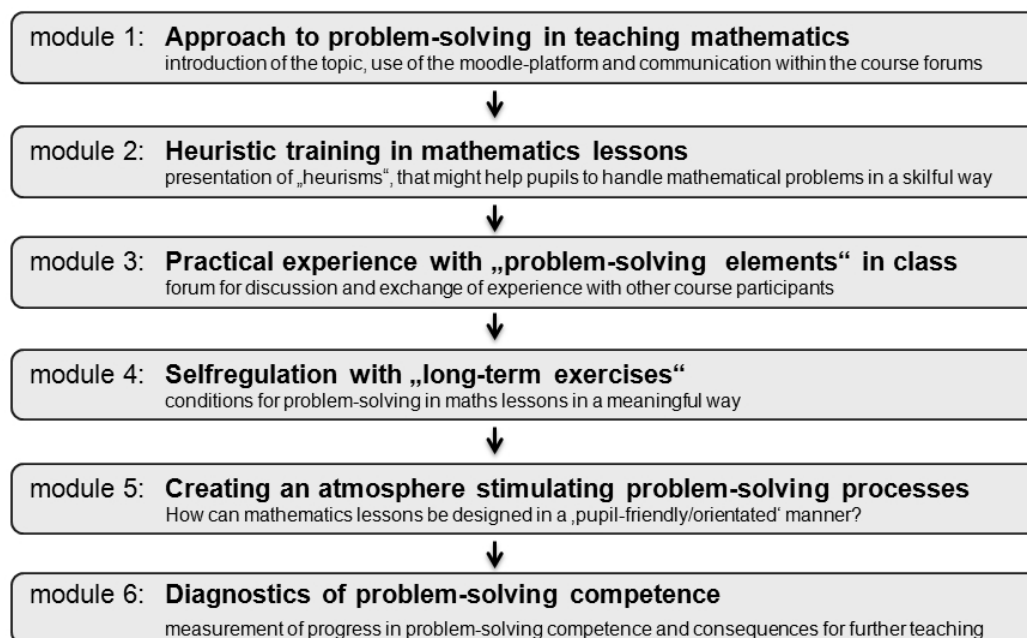 module 1: Approach to problem-solving in teaching mathematics
introduction of the topic, use of the moodle-platform and communication within the course forums
module 2: Heuristic training in mathematics lessons
presentation of „heurisms“, that might help pupils to handle mathematical problems in a skilful way
module 3: Practical experience with „problem-solving elements“ in class
forum for discussion and exchange of experience with other course participants
module 4: Selfregulation with „long-term exercises“
conditions for problem-solving in maths lessons in a meaningful way
module 5: Creating an atmosphere stimulating problem-solving processes
How can mathematics lessons be designed in a ‚pupil-friendly/orientated‘ manner?
module 6: Diagnostics of problem-solving competence
measurement of progress in problem-solving competence and consequences for further teaching